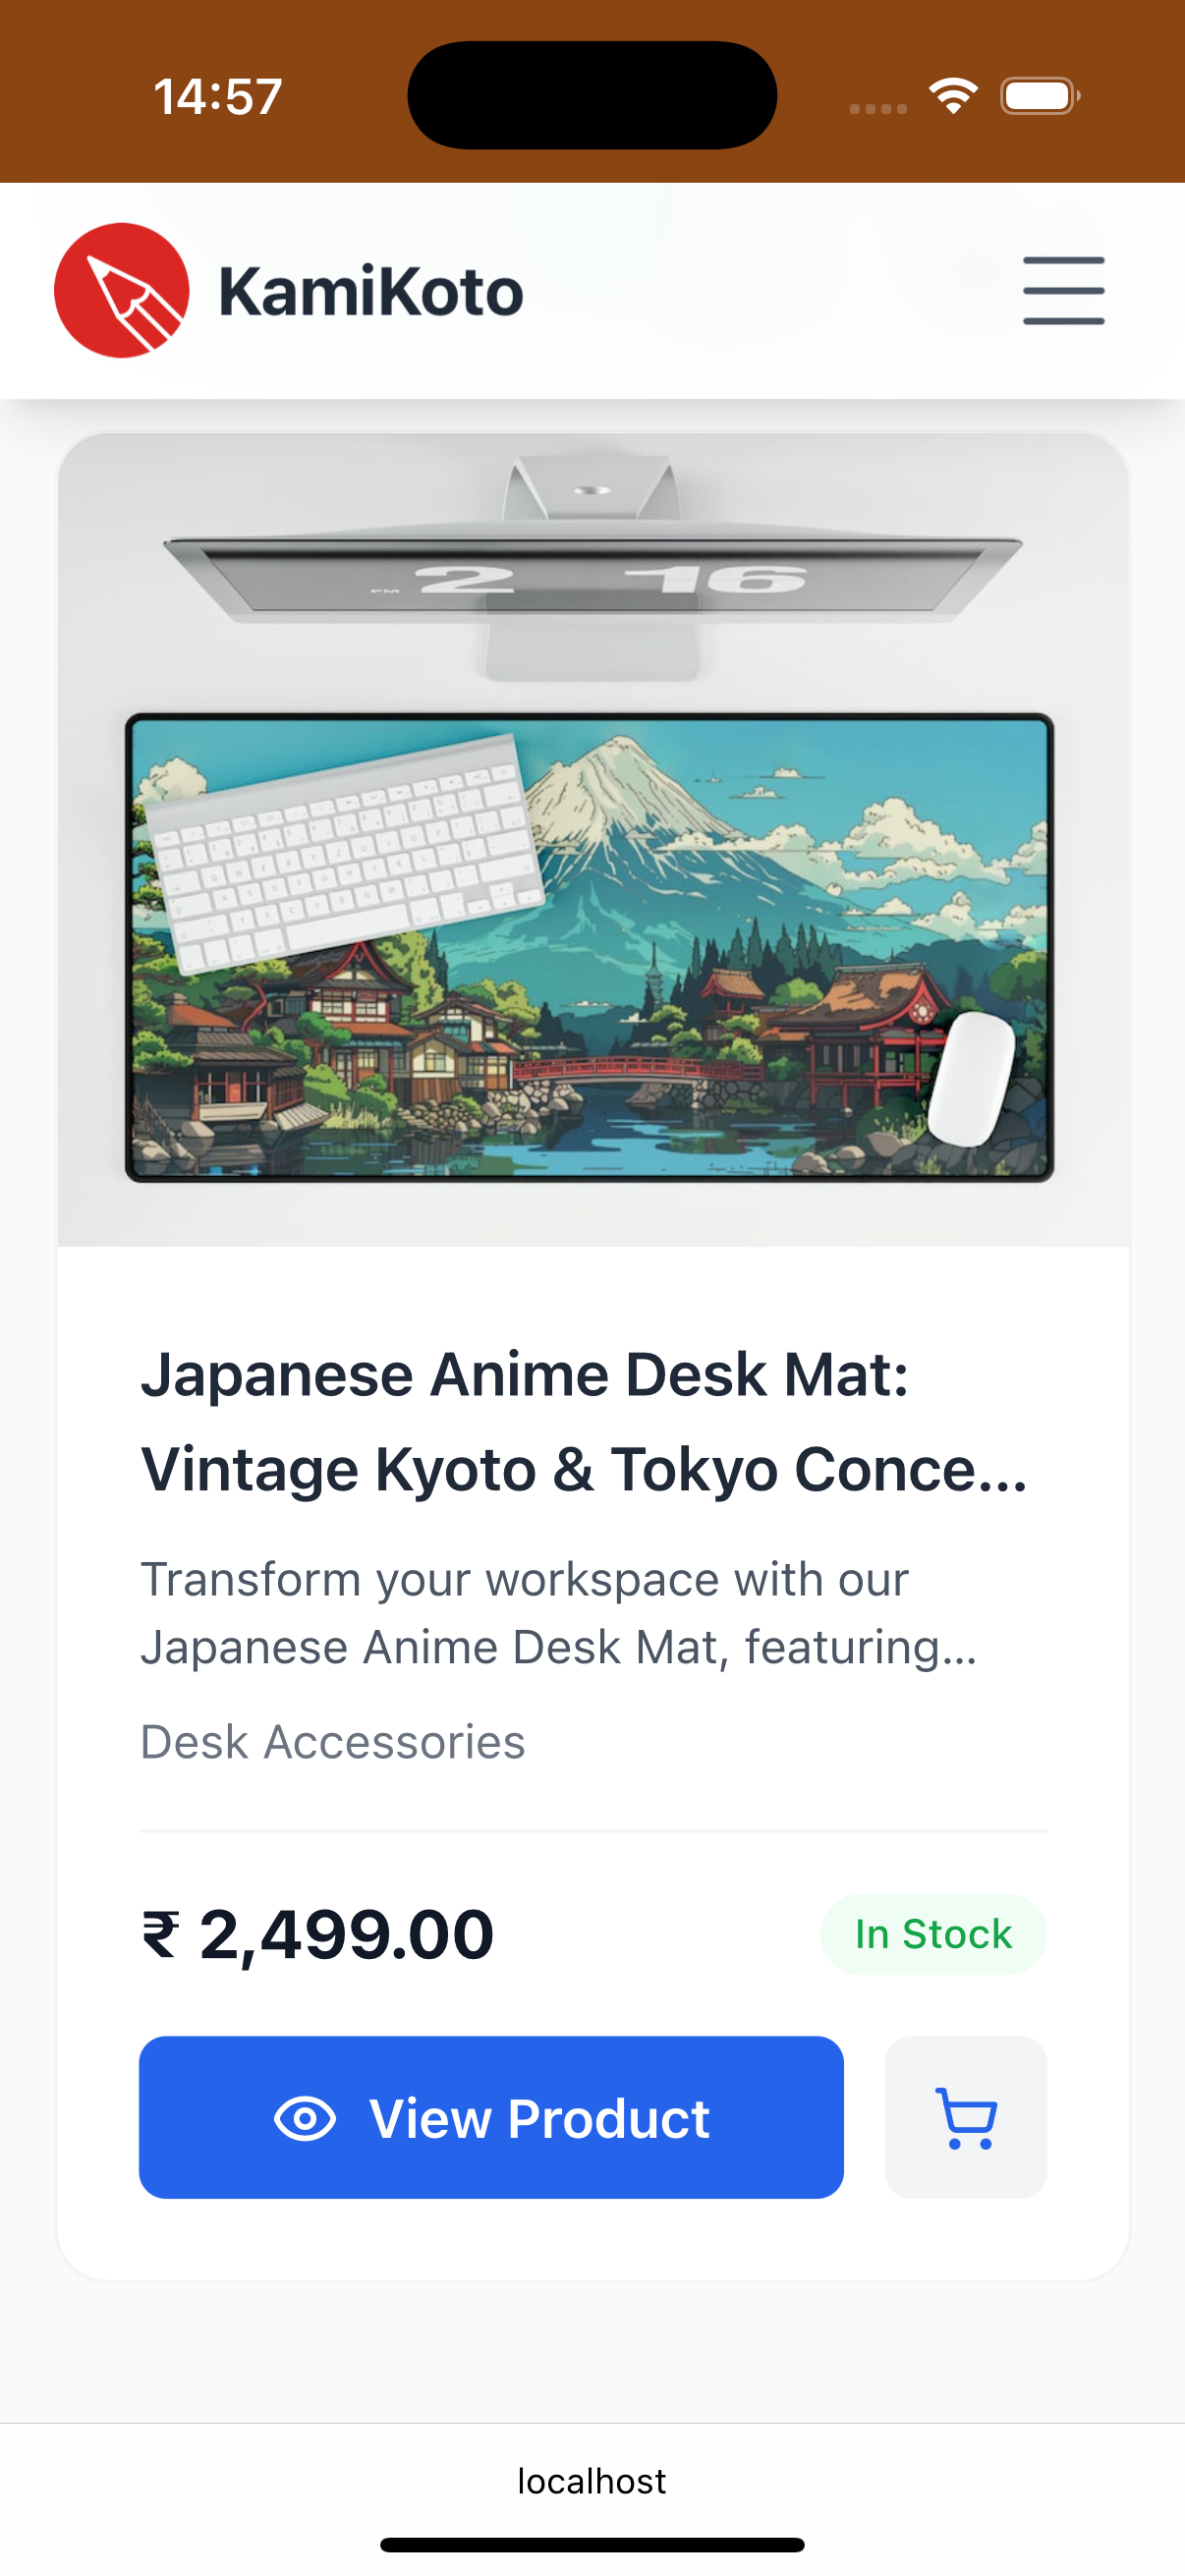 14:57
KamiKoto
PM 2 16
Japanese Anime Desk Mat:
Vintage Kyoto & Tokyo Conce...
Transform your workspace with our
Japanese Anime Desk Mat, featuring...
Desk Accessories
₹ 2,499.00
In Stock
View Product
localhost